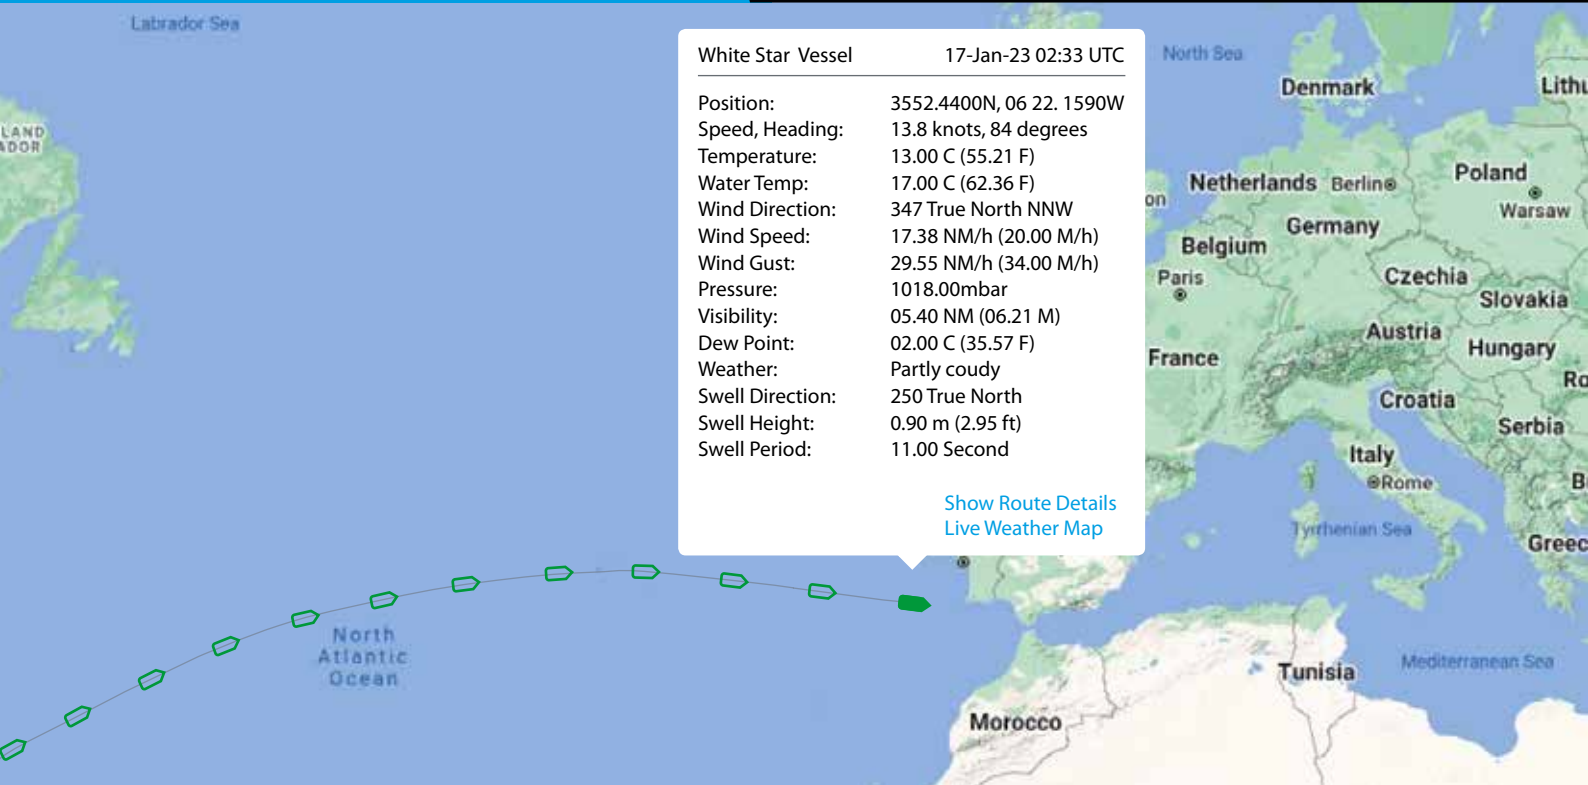 Labrador Sea
White Star Vessel 17-Jan-23 02:33 UTC
Position: 3552.4400N, 06 22. 1590W
Speed, Heading: 13.8 knots, 84 degrees
Temperature: 13.00 C (55.21 F)
Water Temp: 17.00 C (62.36 F)
Wind Direction: 347 True North NNW
Wind Speed: 17.38 NM/h (20.00 M/h)
Wind Gust: 29.55 NM/h (34.00 M/h)
Pressure: 1018.00mbar
Visibility: 05.40 NM (06.21 M)
Dew Point: 02.00 C (35.57 F)
Weather: Partly coudy
Swell Direction: 250 True North
Swell Height: 0.90 m (2.95 ft)
Swell Period: 11.00 Second
Show Route Details
Live Weather Map
North Sea
Denmark
Lithu
LAND
ADOR
Netherlands
Berlin
Poland
Warsaw
on
Germany
Belgium
Paris
Czechia
Slovakia
Austria
Hungary
France
Ro
Croatia
Serbia
Italy
Rome
B
Tyrrhenian Sea
Greec
North
Atlantic
Ocean
Tunisia
Mediterranean Sea
Morocco